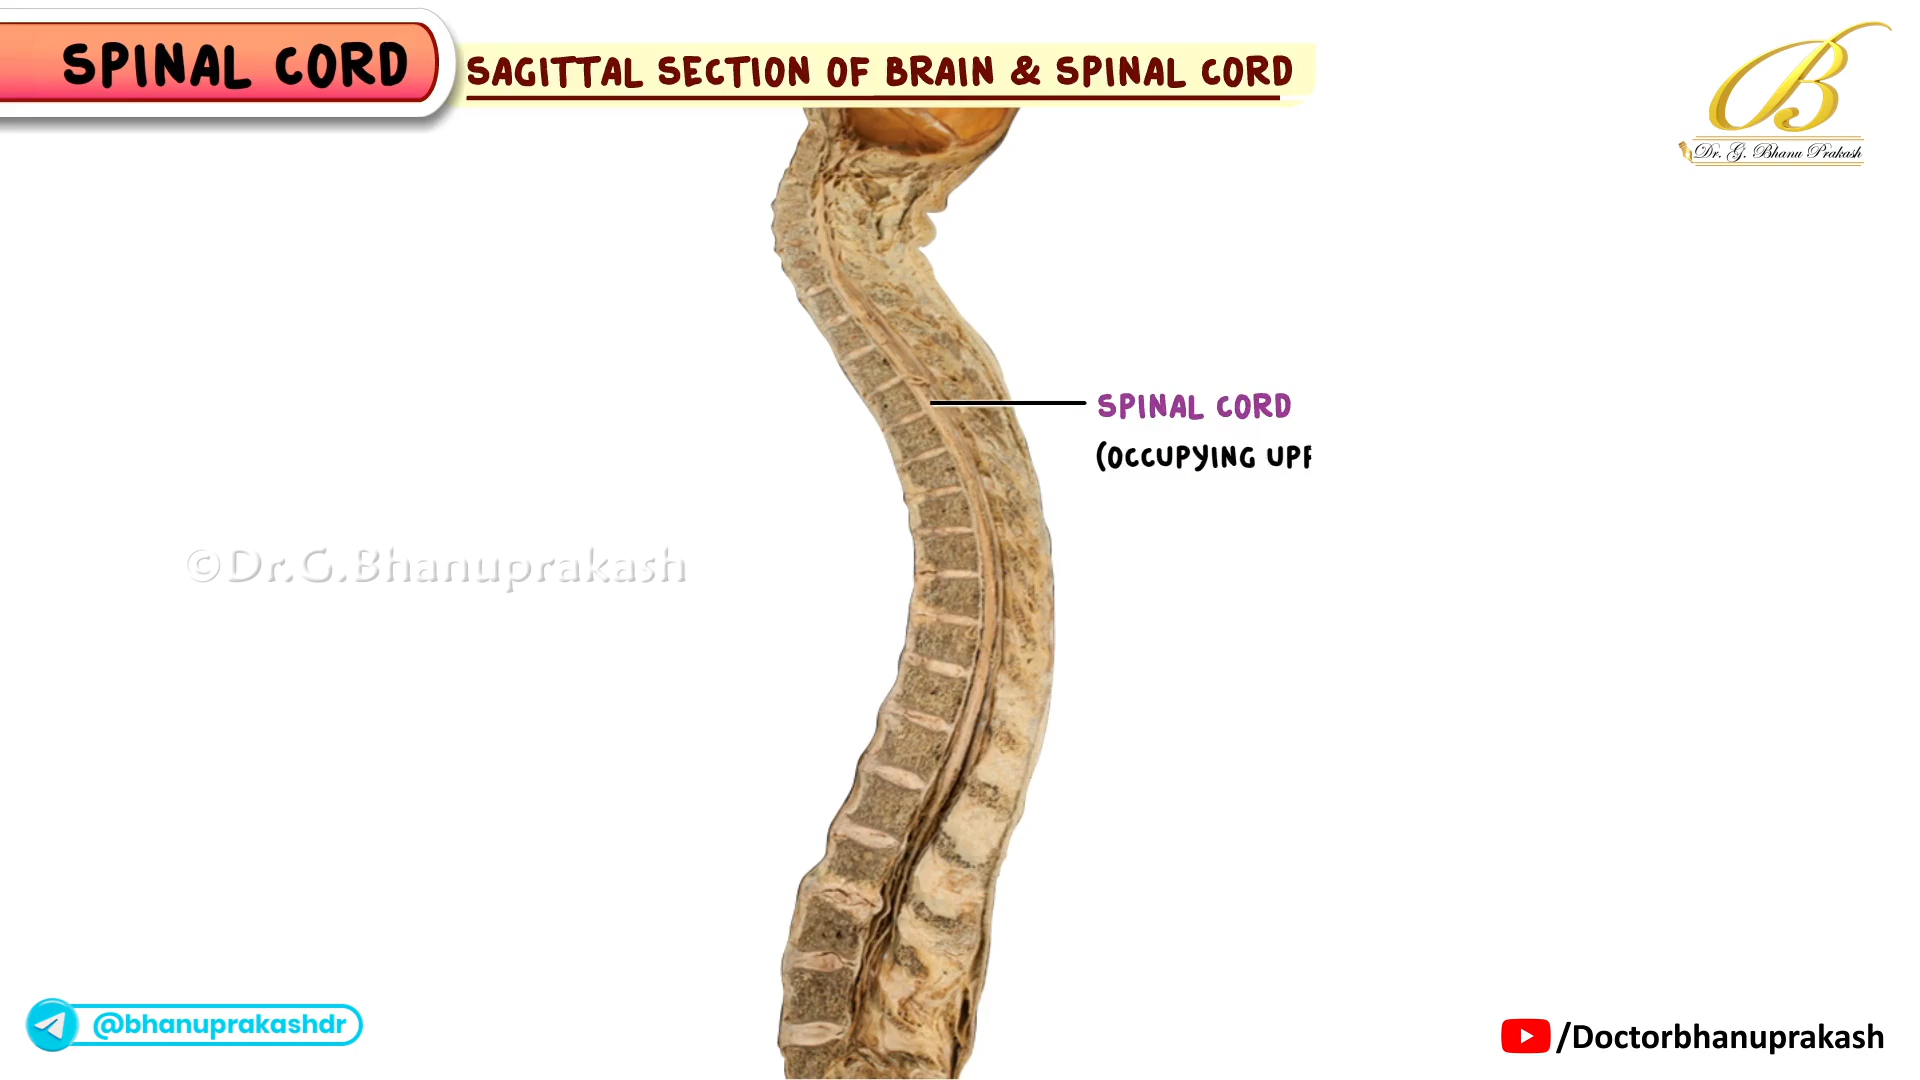 SPINAL CORD
SAGITTAL SECTION OF BRAIN & SPINAL CORD
Dr. G. Bhanu Prakash
SPINAL CORD
(OCCUPYING
©Dr.G.Bhanuprakash
@bhanuprakashdr
/Doctorbhanuprakash